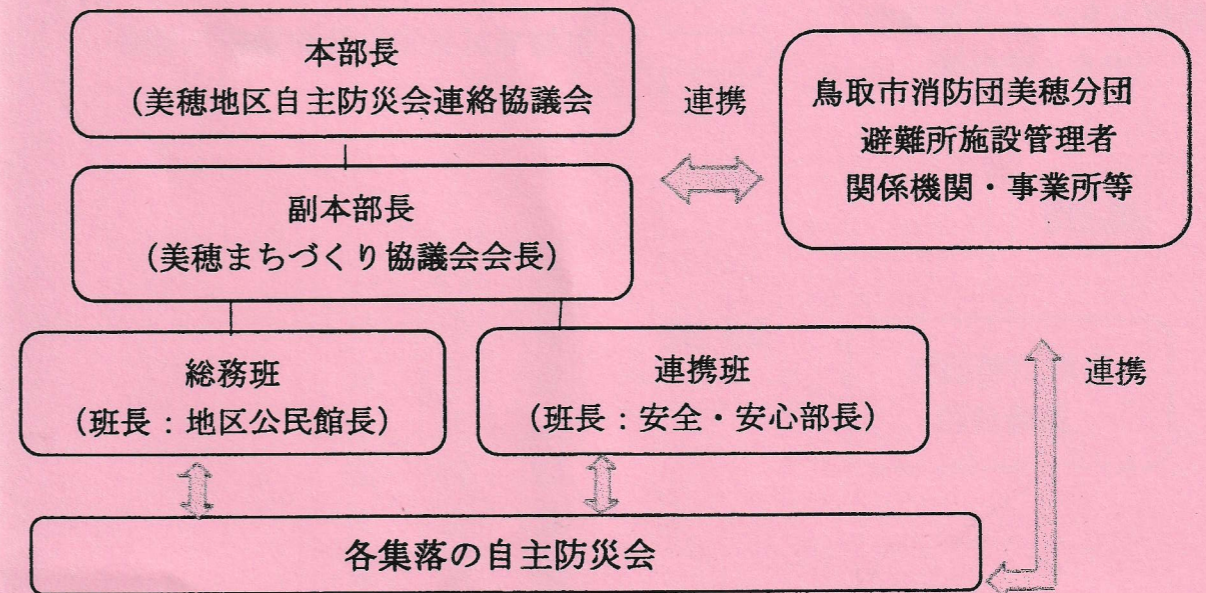 本部長
(美穂地区自主防災会連絡協議会
連携
鳥取市消防団美穂分団
避難所施設管理者
関係機関・事業所等
副本部長
(美穂まちづくり協議会会長)
総務班
(班長:地区公民館長)
連携班
(班長:安全・安心部長)
連携
各集落の自主防災会